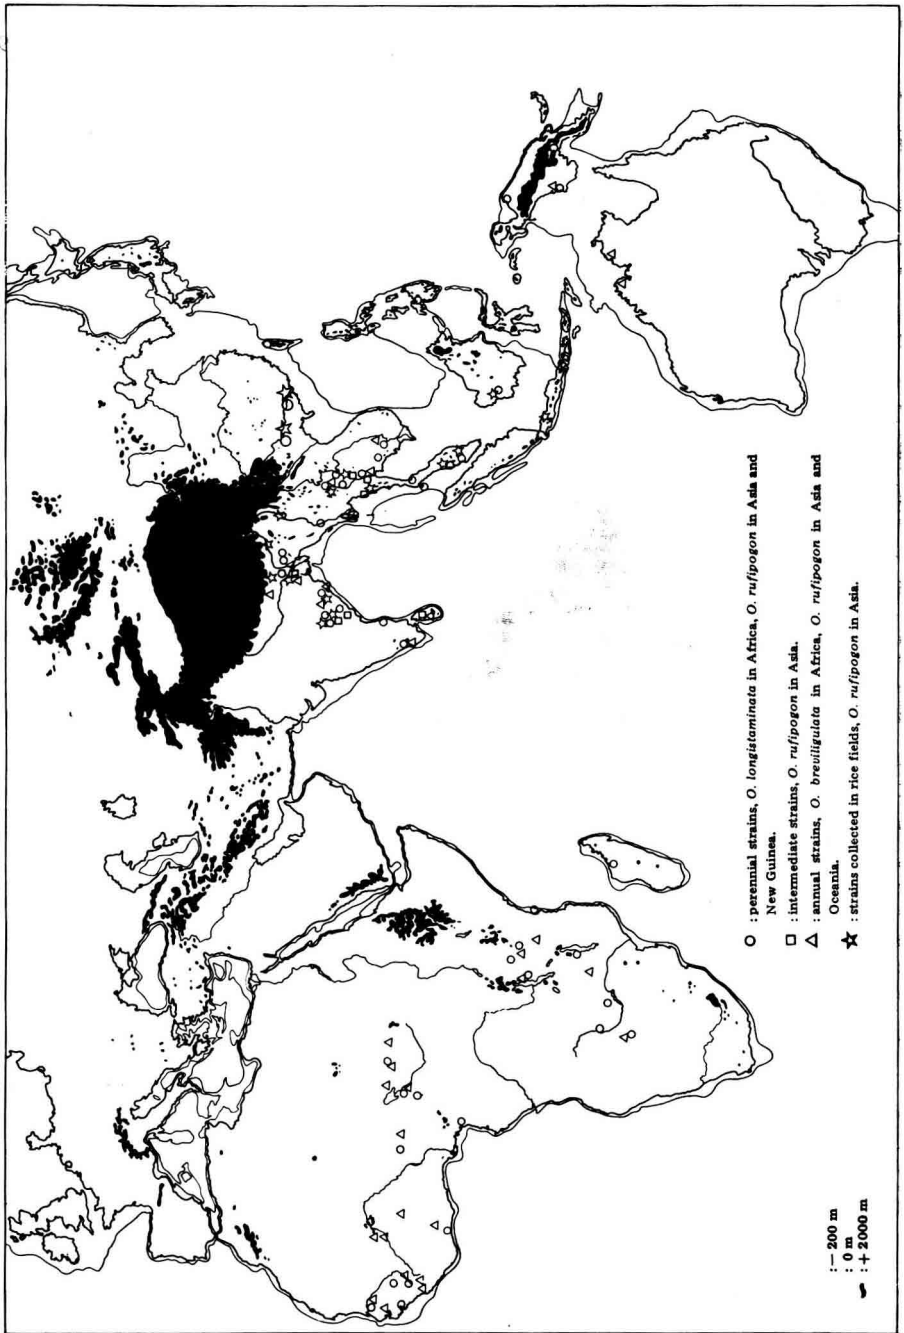 ○ : perennial strains, O. longistaminata in Africa, O. rufipogon in Asia and
New Guinea.
□ : intermediate strains, O. rufipogon in Asia.
△ : annual strains, O. breviligulata in Africa, O. rufipogon in Asia and
Oceania.
☆ : strains collected in rice fields, O. rufipogon in Asia.
: − 200 m
: 0 m
: + 2000 m